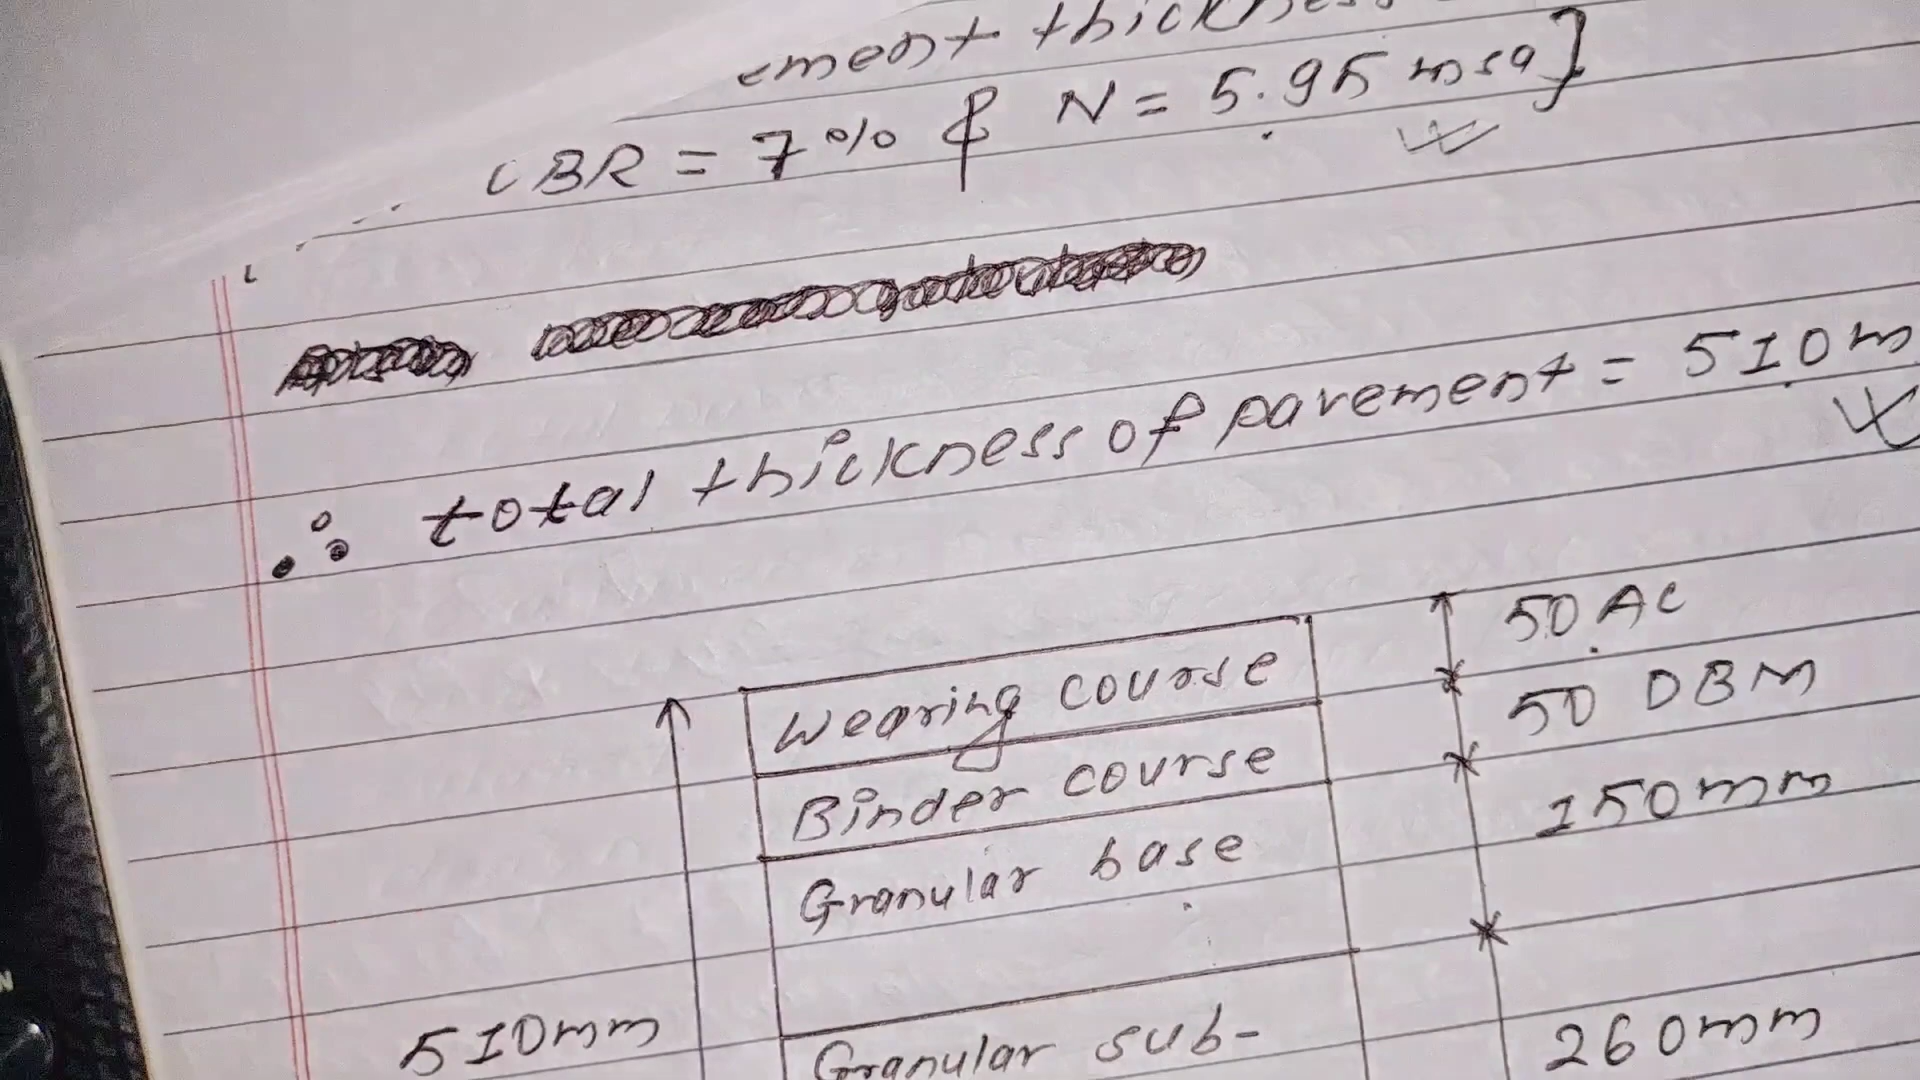 ement thickness
CBR = 7% & N = 5.95 msa]
∴ total thickness of pavement = 510m
Wearing course
50 AC
Binder course
50 DBM
Granular base
150mm
510mm
Granular sub-
260mm
N